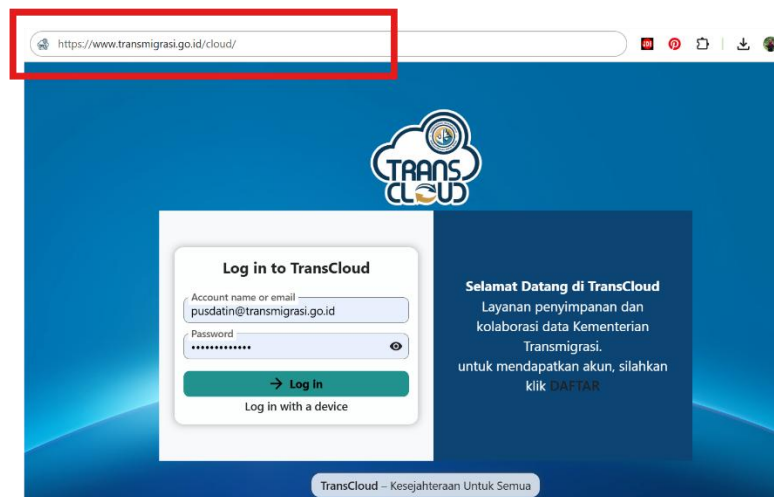 https://www.transmigrasi.go.id/cloud/
TRANS
CLOUD
Log in to TransCloud
Account name or email
pusdatin@transmigrasi.go.id
Password
•••••••••••••
→ Log in
Log in with a device
Selamat Datang di TransCloud
Layanan penyimpanan dan
kolaborasi data Kementerian
Transmigrasi.
untuk mendapatkan akun, silahkan
klik DAFTAR
TransCloud – Kesejahteraan Untuk Semua